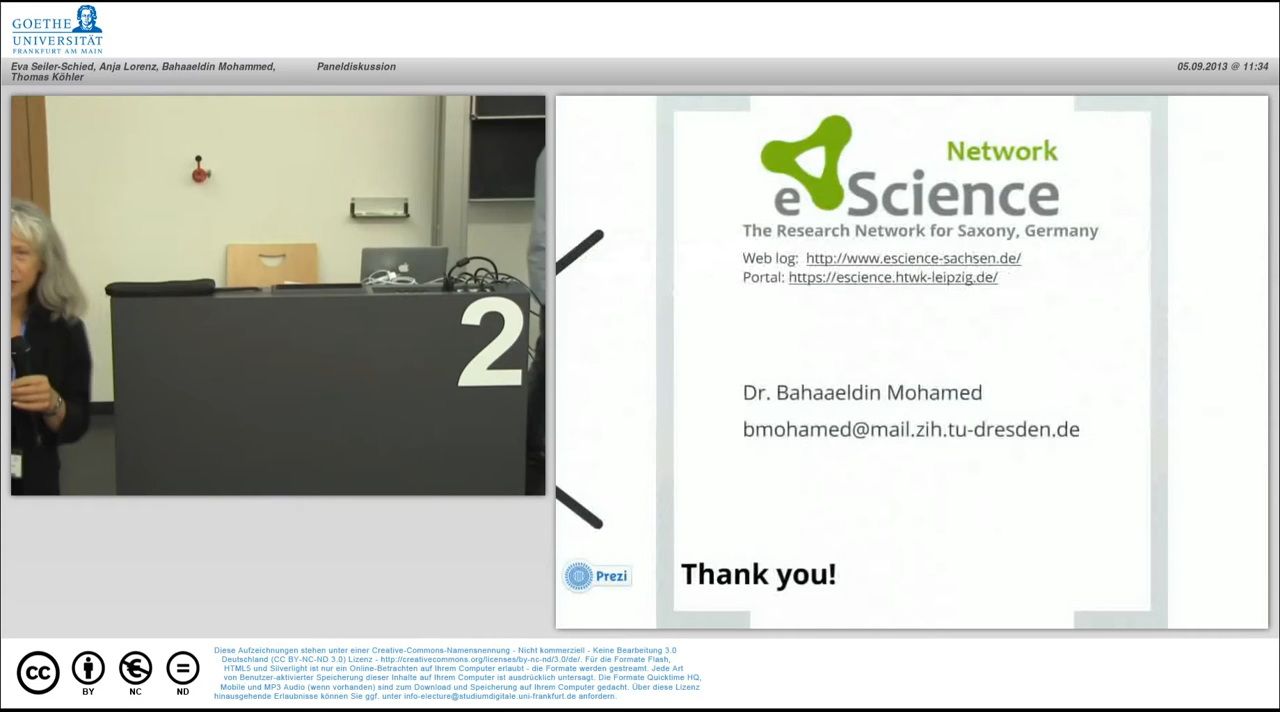 GOETHE
UNIVERSITÄT
FRANKFURT AM MAIN
Eva Seiler-Schied, Anja Lorenz, Bahaaeldin Mohammed,
Thomas Köhler
Paneldiskussion
05.09.2013 @ 11:34
2
Network
eScience
The Research Network for Saxony, Germany
Web log: http://www.escience-sachsen.de/
Portal: https://escience.htwk-leipzig.de/
Dr. Bahaaeldin Mohamed
bmohamed@mail.zih.tu-dresden.de
Prezi
Thank you!
cc
BY
NC
ND
Diese Aufzeichnungen stehen unter einer Creative-Commons-Namensnennung - Nicht kommerziell - Keine Bearbeitung 3.0
Deutschland (CC BY-NC-ND 3.0) Lizenz - http://creativecommons.org/licenses/by-nc-nd/3.0/de/. Für die Formate Flash,
HTML5 und Silverlight ist nur ein Online-Betrachten auf Ihrem Computer erlaubt - die Formate werden gestreamt. Jede Art
von Benutzer-aktivierter Speicherung dieser Inhalte auf Ihrem Computer ist ausdrücklich untersagt. Die Formate Quicktime HQ,
Mobile und MP3 Audio (wenn vorhanden) sind zum Download und Speicherung auf Ihrem Computer gedacht. Über diese Lizenz
hinausgehende Erlaubnisse können Sie ggf. unter info-electure@studiumdigitale.uni-frankfurt.de anfordern.